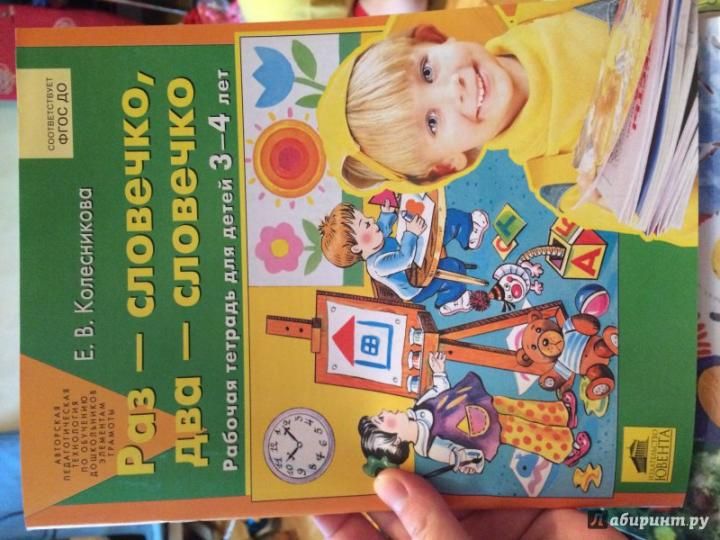 СООТВЕТСТВУЕТ
ФГОС ДО
Е. В. Колесникова
АВТОРСКАЯ
ПЕДАГОГИЧЕСКАЯ
ТЕХНОЛОГИЯ
ПО ОБУЧЕНИЮ
ДОШКОЛЬНИКОВ
ЭЛЕМЕНТАМ
ГРАМОТЫ
Раз – словечко,
два – словечко
Рабочая тетрадь для детей 3–4 лет
А
ИЗДАТЕЛЬСТВО
ЮВЕНТА
Лабиринт.ру